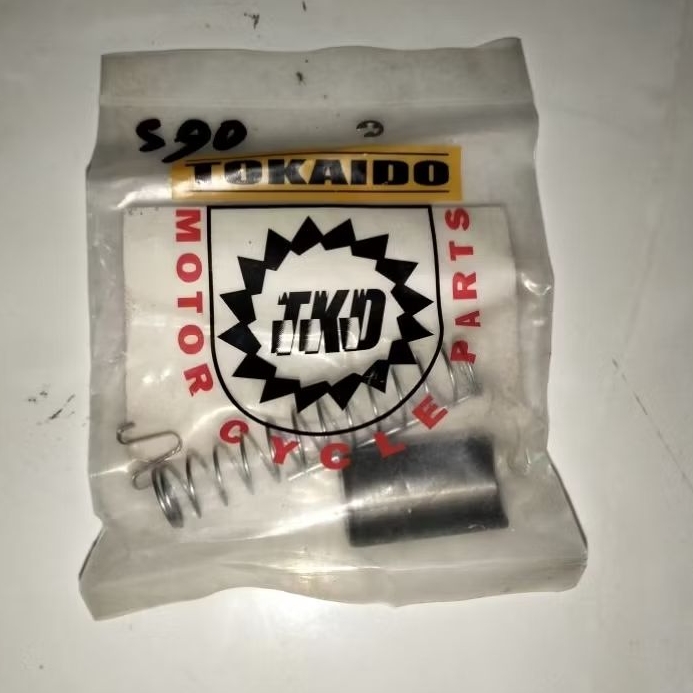 S90
TOKAIDO
MOTOR CYCLE PARTS
TKD